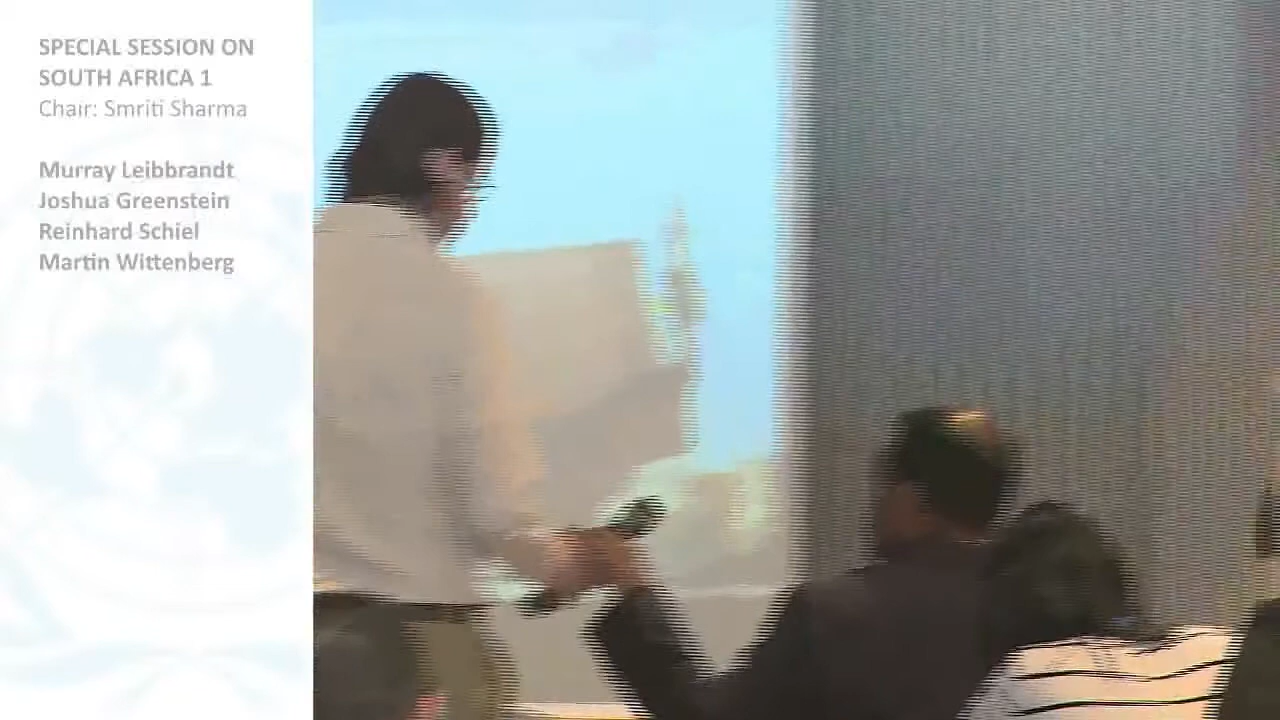 SPECIAL SESSION ON
SOUTH AFRICA 1
Chair: Smriti Sharma
Murray Leibbrandt
Joshua Greenstein
Reinhard Schiel
Martin Wittenberg